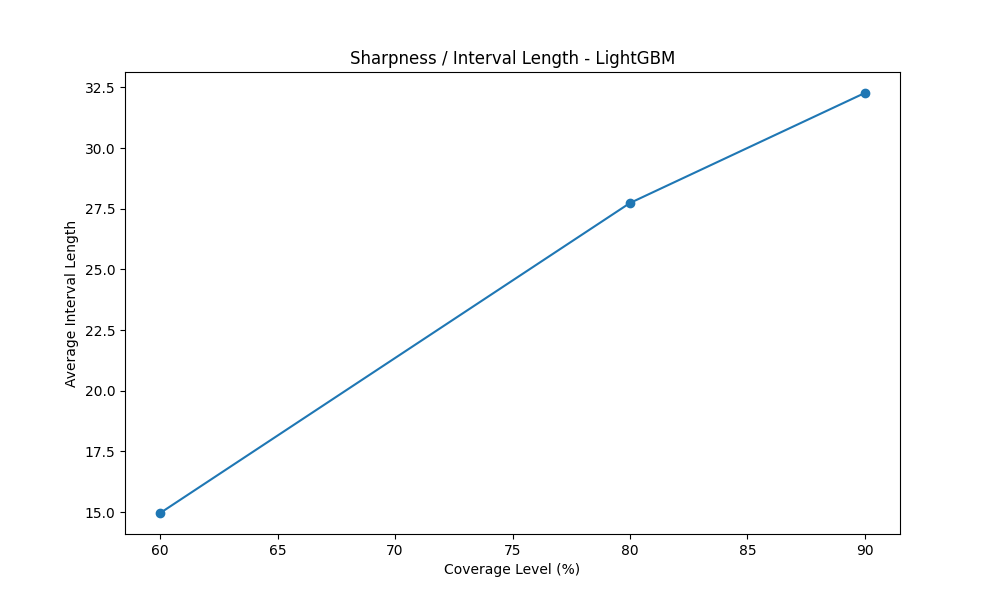 Sharpness / Interval Length - LightGBM
32.5
30.0
27.5
25.0
22.5
20.0
17.5
15.0
Average Interval Length
60 65 70 75 80 85 90
Coverage Level (%)